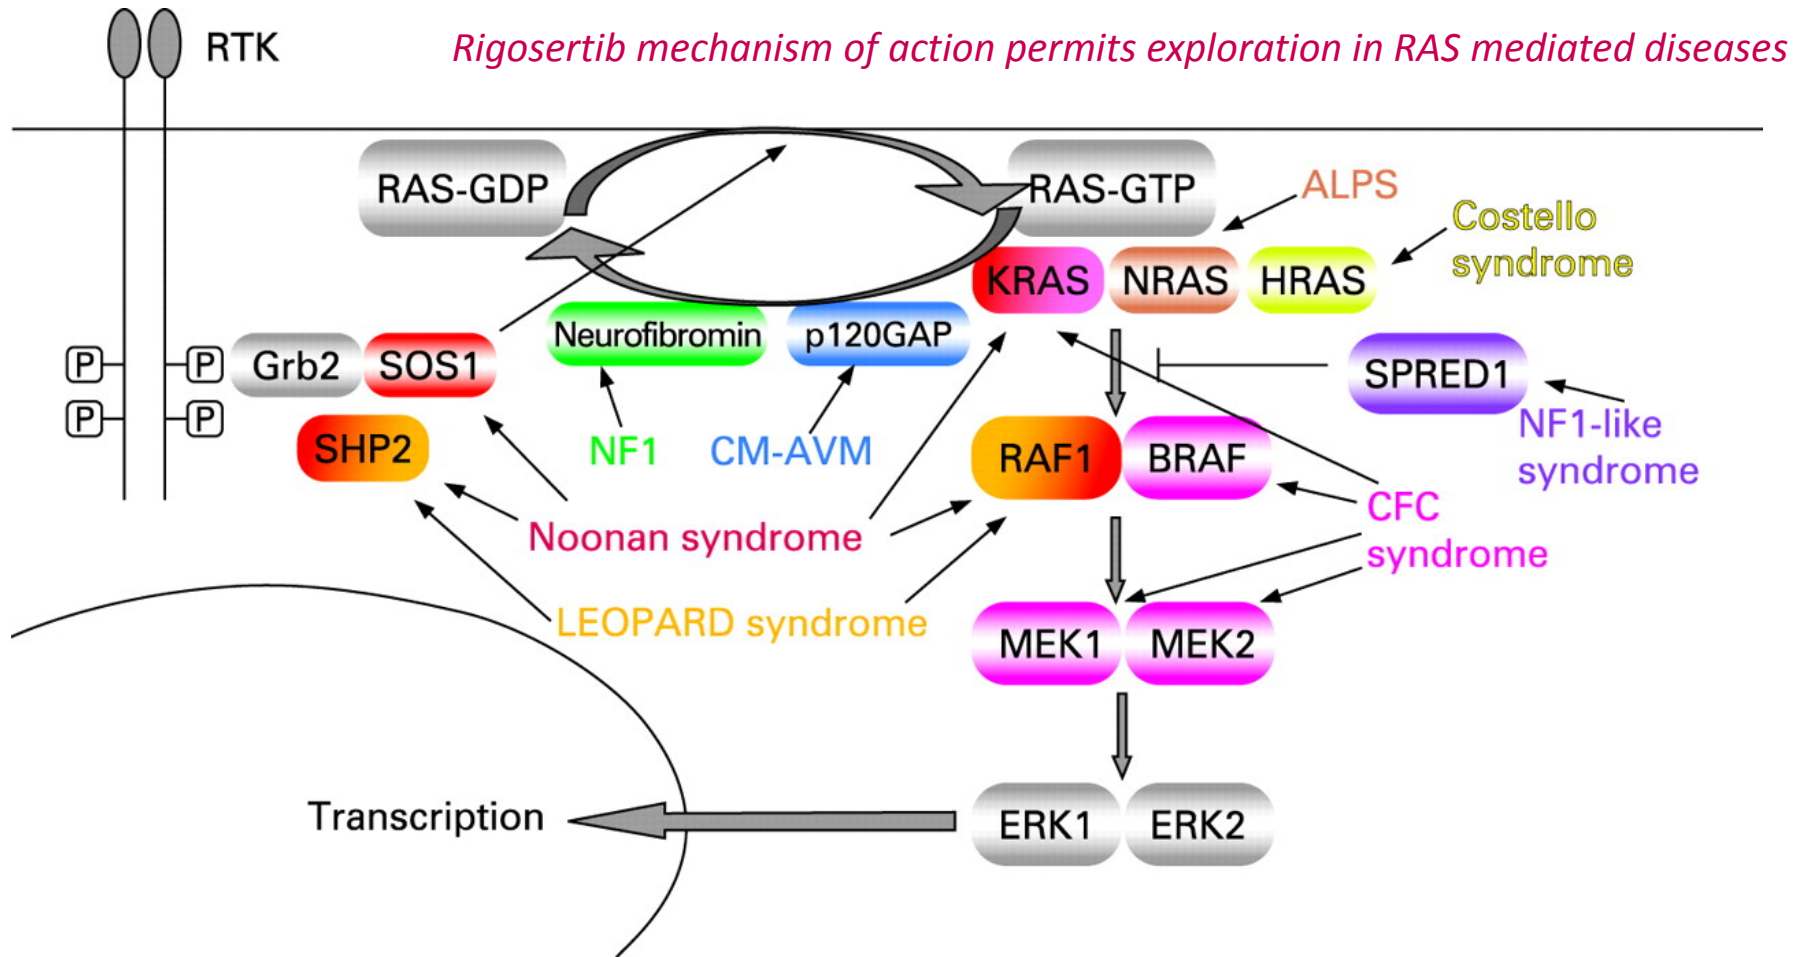 RTK
Rigosertib mechanism of action permits exploration in RAS mediated diseases
RAS-GDP
RAS-GTP
ALPS
Costello
syndrome
KRAS
NRAS
HRAS
Neurofibromin
p120GAP
P
P
Grb2
SOS1
SPRED1
P
P
SHP2
NF1
CM-AVM
RAF1
BRAF
NF1-like
syndrome
CFC
syndrome
Noonan syndrome
LEOPARD syndrome
MEK1
MEK2
Transcription
ERK1
ERK2